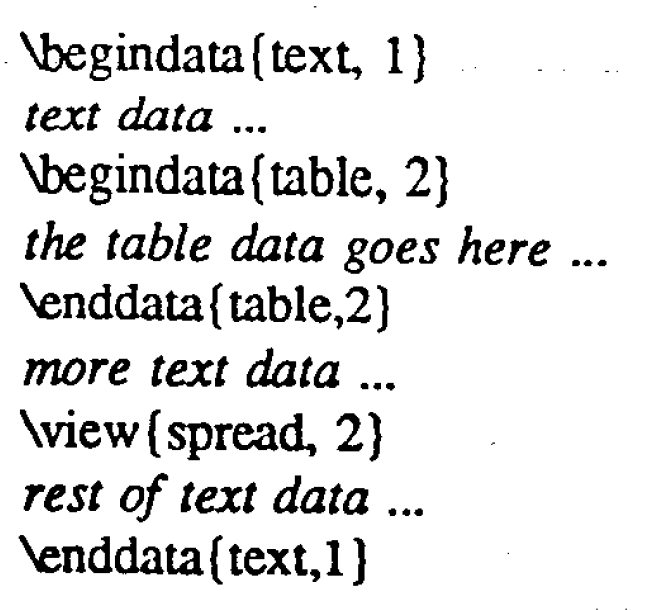 \begindata{text, 1}
text data ...
\begindata{table, 2}
the table data goes here ...
\enddata{table,2}
more text data ...
\view{spread, 2}
rest of text data ...
\enddata{text,1}